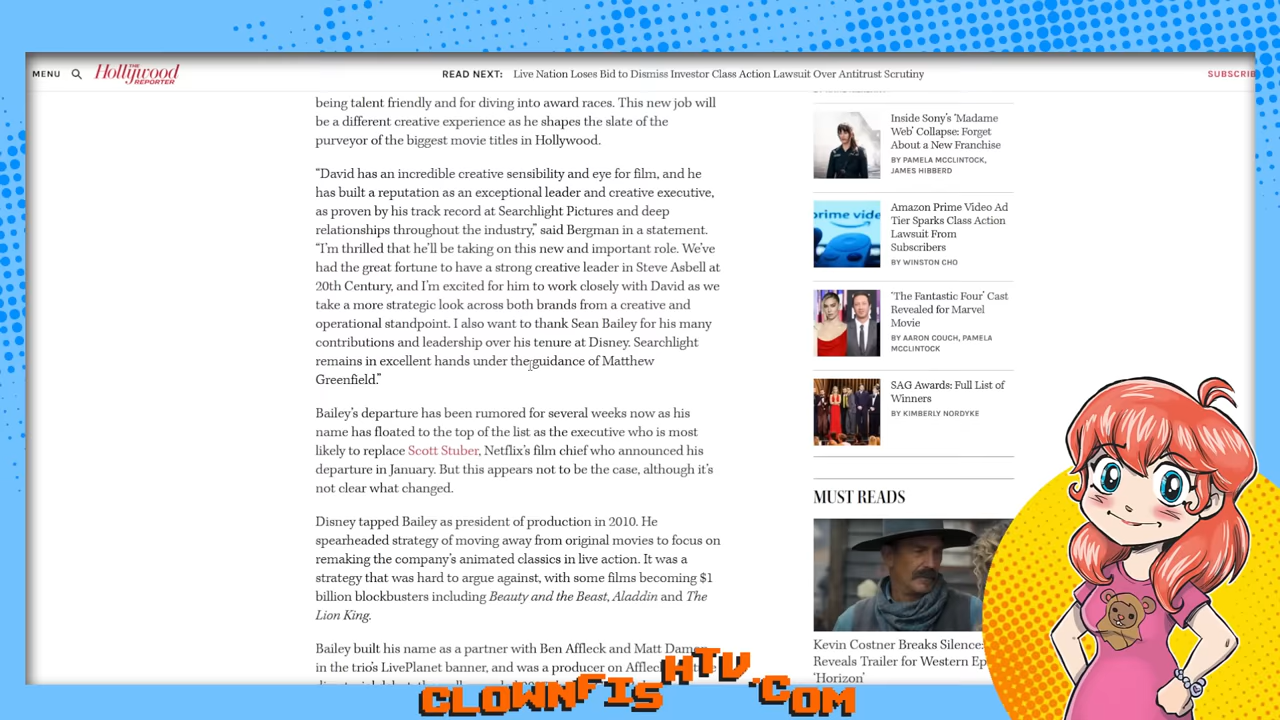 MENU
THE
Hollywood
REPORTER
READ NEXT: Live Nation Loses Bid to Dismiss Investor Class Action Lawsuit Over Antitrust Scrutiny
SUBSCRIB
being talent friendly and for diving into award races. This new job will
be a different creative experience as he shapes the slate of the
purveyor of the biggest movie titles in Hollywood.
“David has an incredible creative sensibility and eye for film, and he
has built a reputation as an exceptional leader and creative executive,
as proven by his track record at Searchlight Pictures and deep
relationships throughout the industry,” said Bergman in a statement.
“I’m thrilled that he’ll be taking on this new and important role. We’ve
had the great fortune to have a strong creative leader in Steve Asbell at
20th Century, and I’m excited for him to work closely with David as we
take a more strategic look across both brands from a creative and
operational standpoint. I also want to thank Sean Bailey for his many
contributions and leadership over his tenure at Disney. Searchlight
remains in excellent hands under the guidance of Matthew
Greenfield.”
Bailey’s departure has been rumored for several weeks now as his
name has floated to the top of the list as the executive who is most
likely to replace Scott Stuber, Netflix’s film chief who announced his
departure in January. But this appears not to be the case, although it’s
not clear what changed.
Disney tapped Bailey as president of production in 2010. He
spearheaded strategy of moving away from original movies to focus on
remaking the company’s animated classics in live action. It was a
strategy that was hard to argue against, with some films becoming $1
billion blockbusters including Beauty and the Beast, Aladdin and The
Lion King.
Bailey built his name as a partner with Ben Affleck and Matt Damon
in the trio’s LivePlanet banner, and was a producer on Affleck
Inside Sony’s ‘Madame
Web’ Collapse: Forget
About a New Franchise
BY PAMELA MCCLINTOCK,
JAMES HIBBERD
prime vide
Amazon Prime Video Ad
Tier Sparks Class Action
Lawsuit From
Subscribers
BY WINSTON CHO
‘The Fantastic Four’ Cast
Revealed for Marvel
Movie
BY AARON COUCH, PAMELA
MCCLINTOCK
SAG Awards: Full List of
Winners
BY KIMBERLY NORDYKE
MUST READS
Kevin Costner Breaks Silence:
Reveals Trailer for Western Ep
‘Horizon’
CLOWNFISHTV.COM